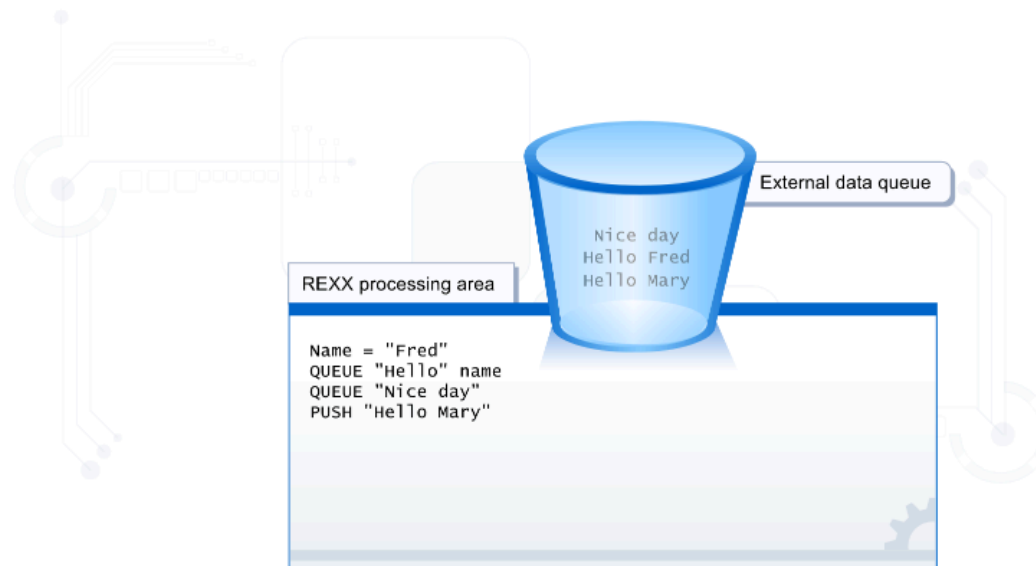 External data queue
Nice day
Hello Fred
Hello Mary
REXX processing area
Name = "Fred"
QUEUE "Hello" name
QUEUE "Nice day"
PUSH "Hello Mary"